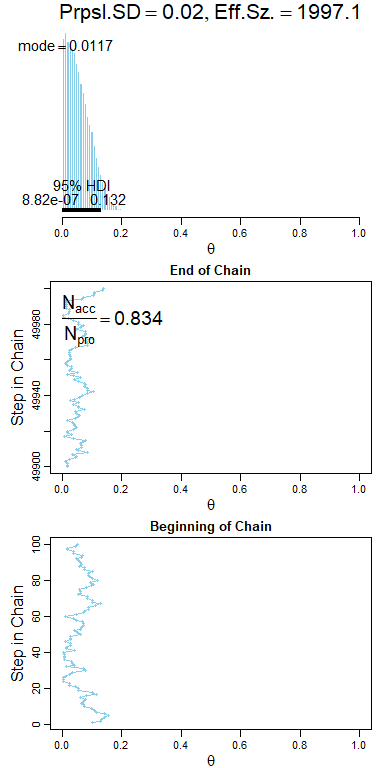 Prpsl.SD = 0.02, Eff.Sz. = 1997.1
mode = 0.0117
95% HDI
8.82e-07 0.132
0.0 0.2 0.4 0.6 0.8 1.0
θ
End of Chain
Nacc
Npro
= 0.834
Step in Chain
49900 49940 49980
0.0 0.2 0.4 0.6 0.8 1.0
θ
Beginning of Chain
Step in Chain
0 20 40 60 80 100
0.0 0.2 0.4 0.6 0.8 1.0
θ